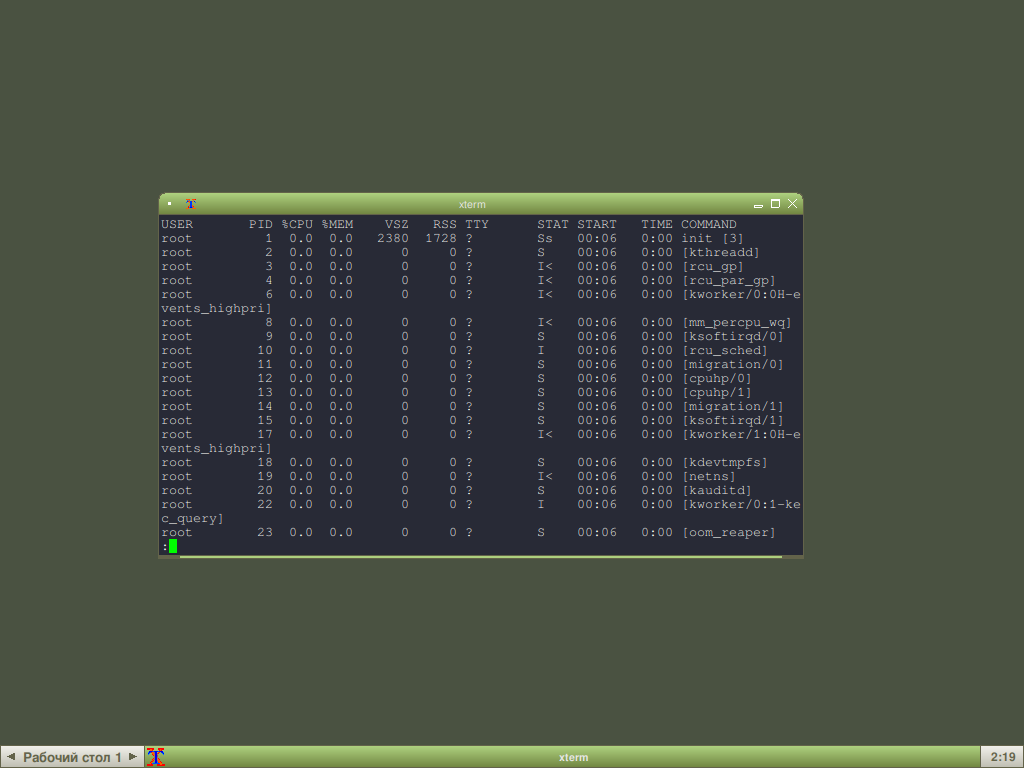 xterm
USER       PID %CPU %MEM    VSZ   RSS TTY      STAT START   TIME COMMAND
root         1  0.0  0.0   2380  1728 ?        Ss   00:06   0:00 init [3]
root         2  0.0  0.0      0     0 ?        S    00:06   0:00 [kthreadd]
root         3  0.0  0.0      0     0 ?        I<   00:06   0:00 [rcu_gp]
root         4  0.0  0.0      0     0 ?        I<   00:06   0:00 [rcu_par_gp]
root         6  0.0  0.0      0     0 ?        I<   00:06   0:00 [kworker/0:0H-e
vents_highpri]
root         8  0.0  0.0      0     0 ?        I<   00:06   0:00 [mm_percpu_wq]
root         9  0.0  0.0      0     0 ?        S    00:06   0:00 [ksoftirqd/0]
root        10  0.0  0.0      0     0 ?        I    00:06   0:00 [rcu_sched]
root        11  0.0  0.0      0     0 ?        S    00:06   0:00 [migration/0]
root        12  0.0  0.0      0     0 ?        S    00:06   0:00 [cpuhp/0]
root        13  0.0  0.0      0     0 ?        S    00:06   0:00 [cpuhp/1]
root        14  0.0  0.0      0     0 ?        S    00:06   0:00 [migration/1]
root        15  0.0  0.0      0     0 ?        S    00:06   0:00 [ksoftirqd/1]
root        17  0.0  0.0      0     0 ?        I<   00:06   0:00 [kworker/1:0H-e
vents_highpri]
root        18  0.0  0.0      0     0 ?        S    00:06   0:00 [kdevtmpfs]
root        19  0.0  0.0      0     0 ?        I<   00:06   0:00 [netns]
root        20  0.0  0.0      0     0 ?        S    00:06   0:00 [kauditd]
root        22  0.0  0.0      0     0 ?        I    00:06   0:00 [kworker/0:1-ke
c_query]
root        23  0.0  0.0      0     0 ?        S    00:06   0:00 [oom_reaper]
:
Рабочий стол 1 xterm 2:19